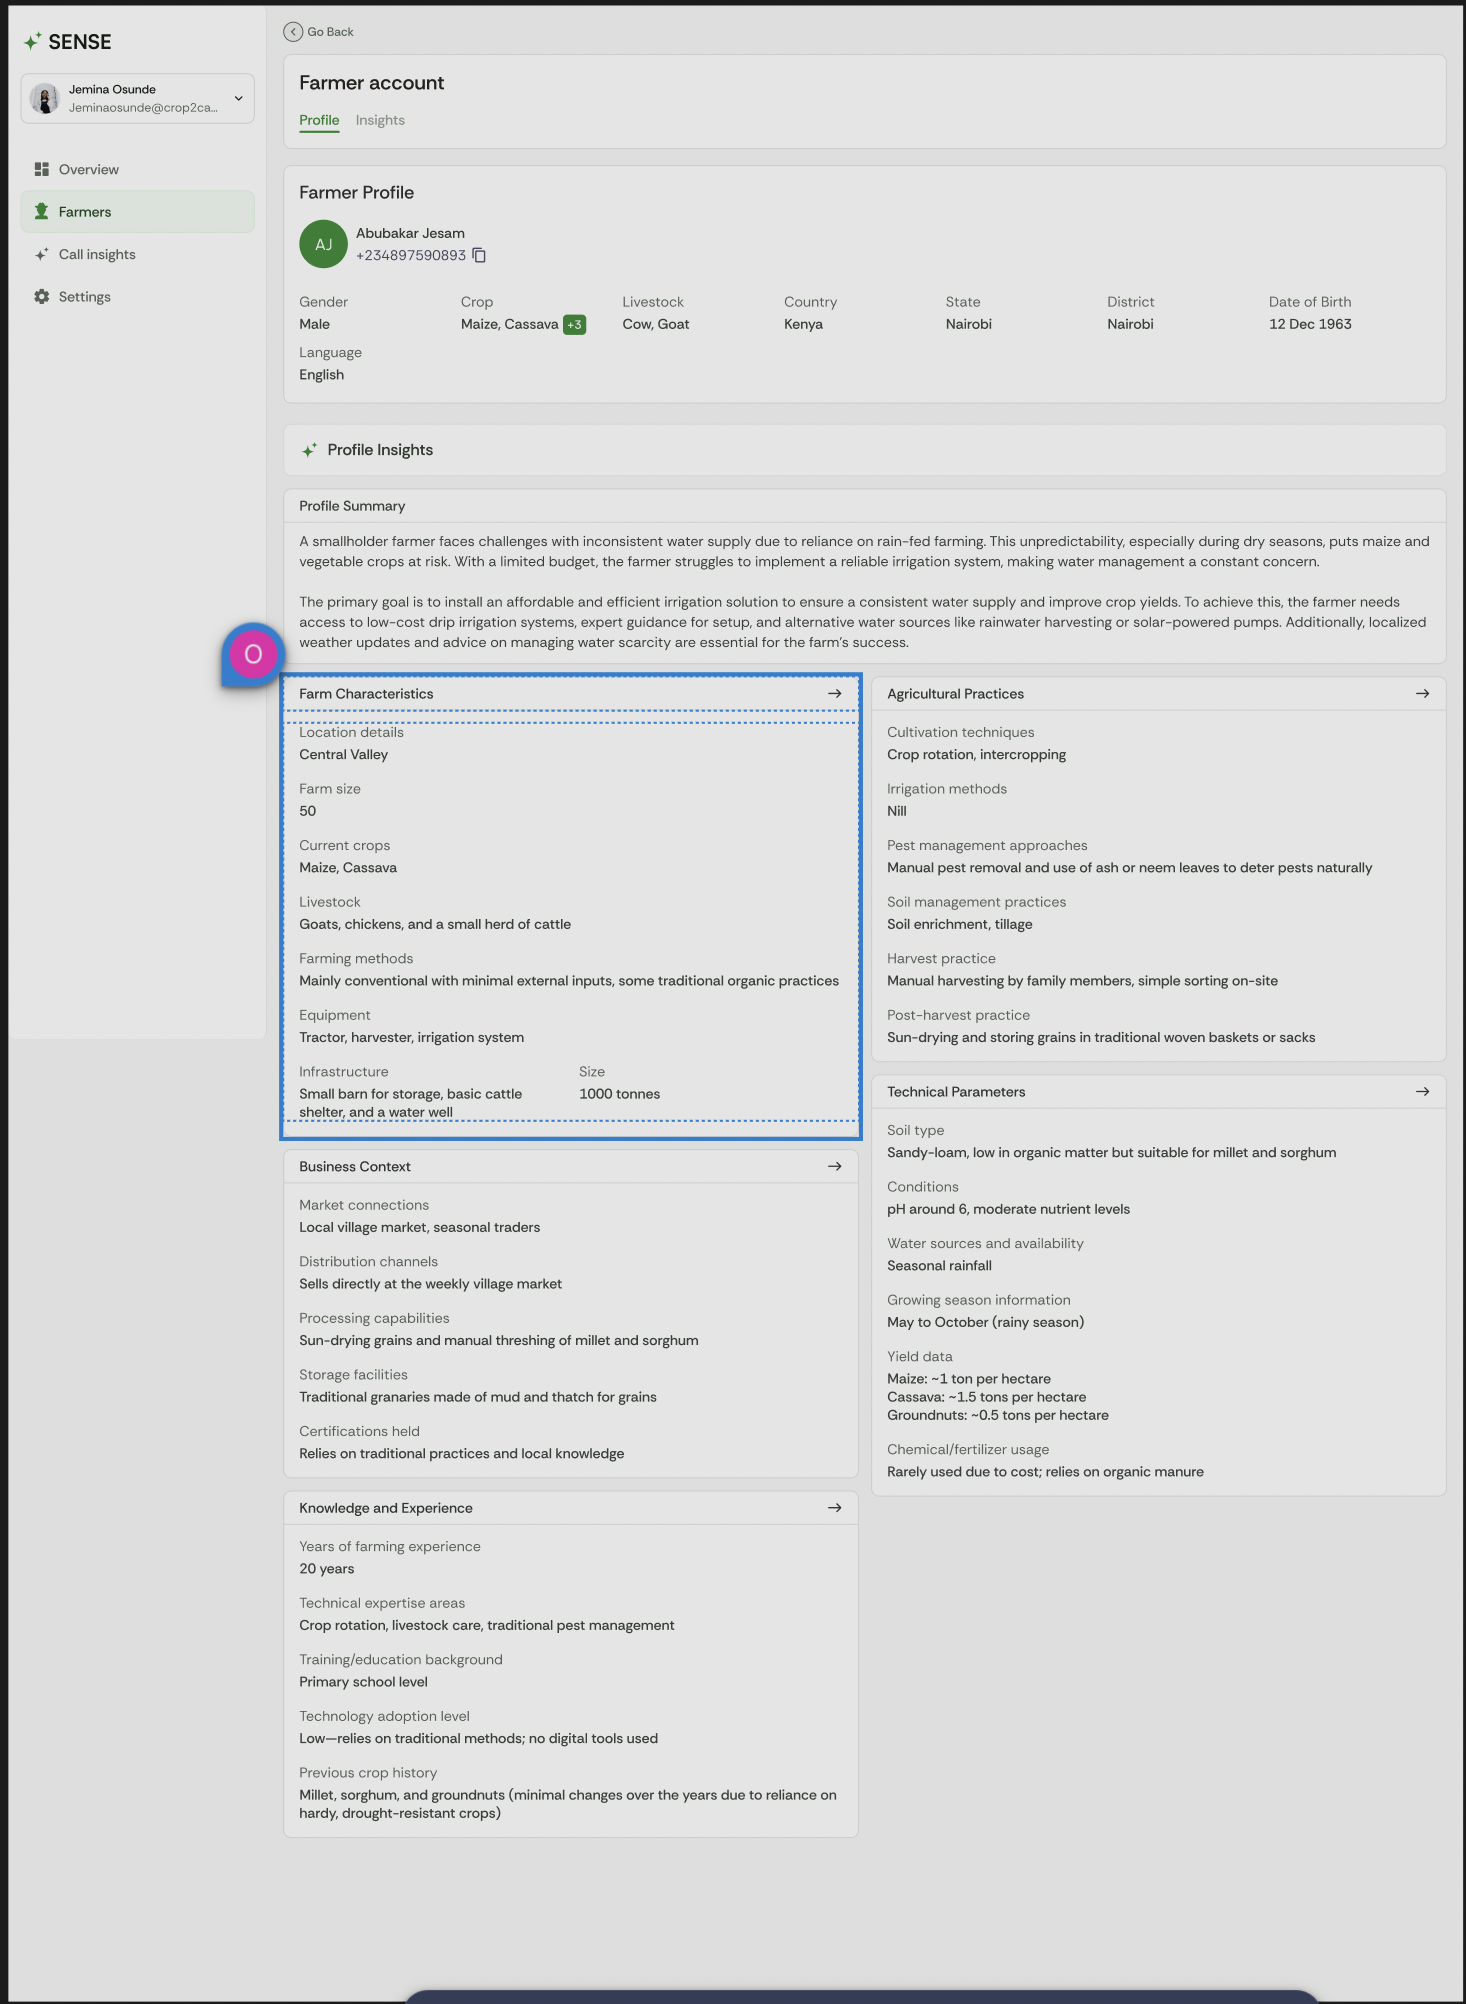 SENSE
Jemina Osunde
Jeminaosunde@crop2ca...
Overview
Farmers
Call insights
Settings
Go Back
Farmer account
Profile Insights
Farmer Profile
AJ
Abubakar Jesam
+234897590893
Gender
Male
Crop
Maize, Cassava +3
Livestock
Cow, Goat
Country
Kenya
State
Nairobi
District
Nairobi
Date of Birth
12 Dec 1963
Language
English
Profile Insights
Profile Summary
A smallholder farmer faces challenges with inconsistent water supply due to reliance on rain-fed farming. This unpredictability, especially during dry seasons, puts maize and
vegetable crops at risk. With a limited budget, the farmer struggles to implement a reliable irrigation system, making water management a constant concern.
The primary goal is to install an affordable and efficient irrigation solution to ensure a consistent water supply and improve crop yields. To achieve this, the farmer needs
access to low-cost drip irrigation systems, expert guidance for setup, and alternative water sources like rainwater harvesting or solar-powered pumps. Additionally, localized
weather updates and advice on managing water scarcity are essential for the farm's success.
O
Farm Characteristics
Location details
Central Valley
Farm size
50
Current crops
Maize, Cassava
Livestock
Goats, chickens, and a small herd of cattle
Farming methods
Mainly conventional with minimal external inputs, some traditional organic practices
Equipment
Tractor, harvester, irrigation system
Infrastructure
Small barn for storage, basic cattle
shelter, and a water well
Size
1000 tonnes
Business Context
Market connections
Local village market, seasonal traders
Distribution channels
Sells directly at the weekly village market
Processing capabilities
Sun-drying grains and manual threshing of millet and sorghum
Storage facilities
Traditional granaries made of mud and thatch for grains
Certifications held
Relies on traditional practices and local knowledge
Knowledge and Experience
Years of farming experience
20 years
Technical expertise areas
Crop rotation, livestock care, traditional pest management
Training/education background
Primary school level
Technology adoption level
Low—relies on traditional methods; no digital tools used
Previous crop history
Millet, sorghum, and groundnuts (minimal changes over the years due to reliance on
hardy, drought-resistant crops)
Agricultural Practices
Cultivation techniques
Crop rotation, intercropping
Irrigation methods
Nill
Pest management approaches
Manual pest removal and use of ash or neem leaves to deter pests naturally
Soil management practices
Soil enrichment, tillage
Harvest practice
Manual harvesting by family members, simple sorting on-site
Post-harvest practice
Sun-drying and storing grains in traditional woven baskets or sacks
Technical Parameters
Soil type
Sandy-loam, low in organic matter but suitable for millet and sorghum
Conditions
pH around 6, moderate nutrient levels
Water sources and availability
Seasonal rainfall
Growing season information
May to October (rainy season)
Yield data
Maize: ~1 ton per hectare
Cassava: ~1.5 tons per hectare
Groundnuts: ~0.5 tons per hectare
Chemical/fertilizer usage
Rarely used due to cost; relies on organic manure